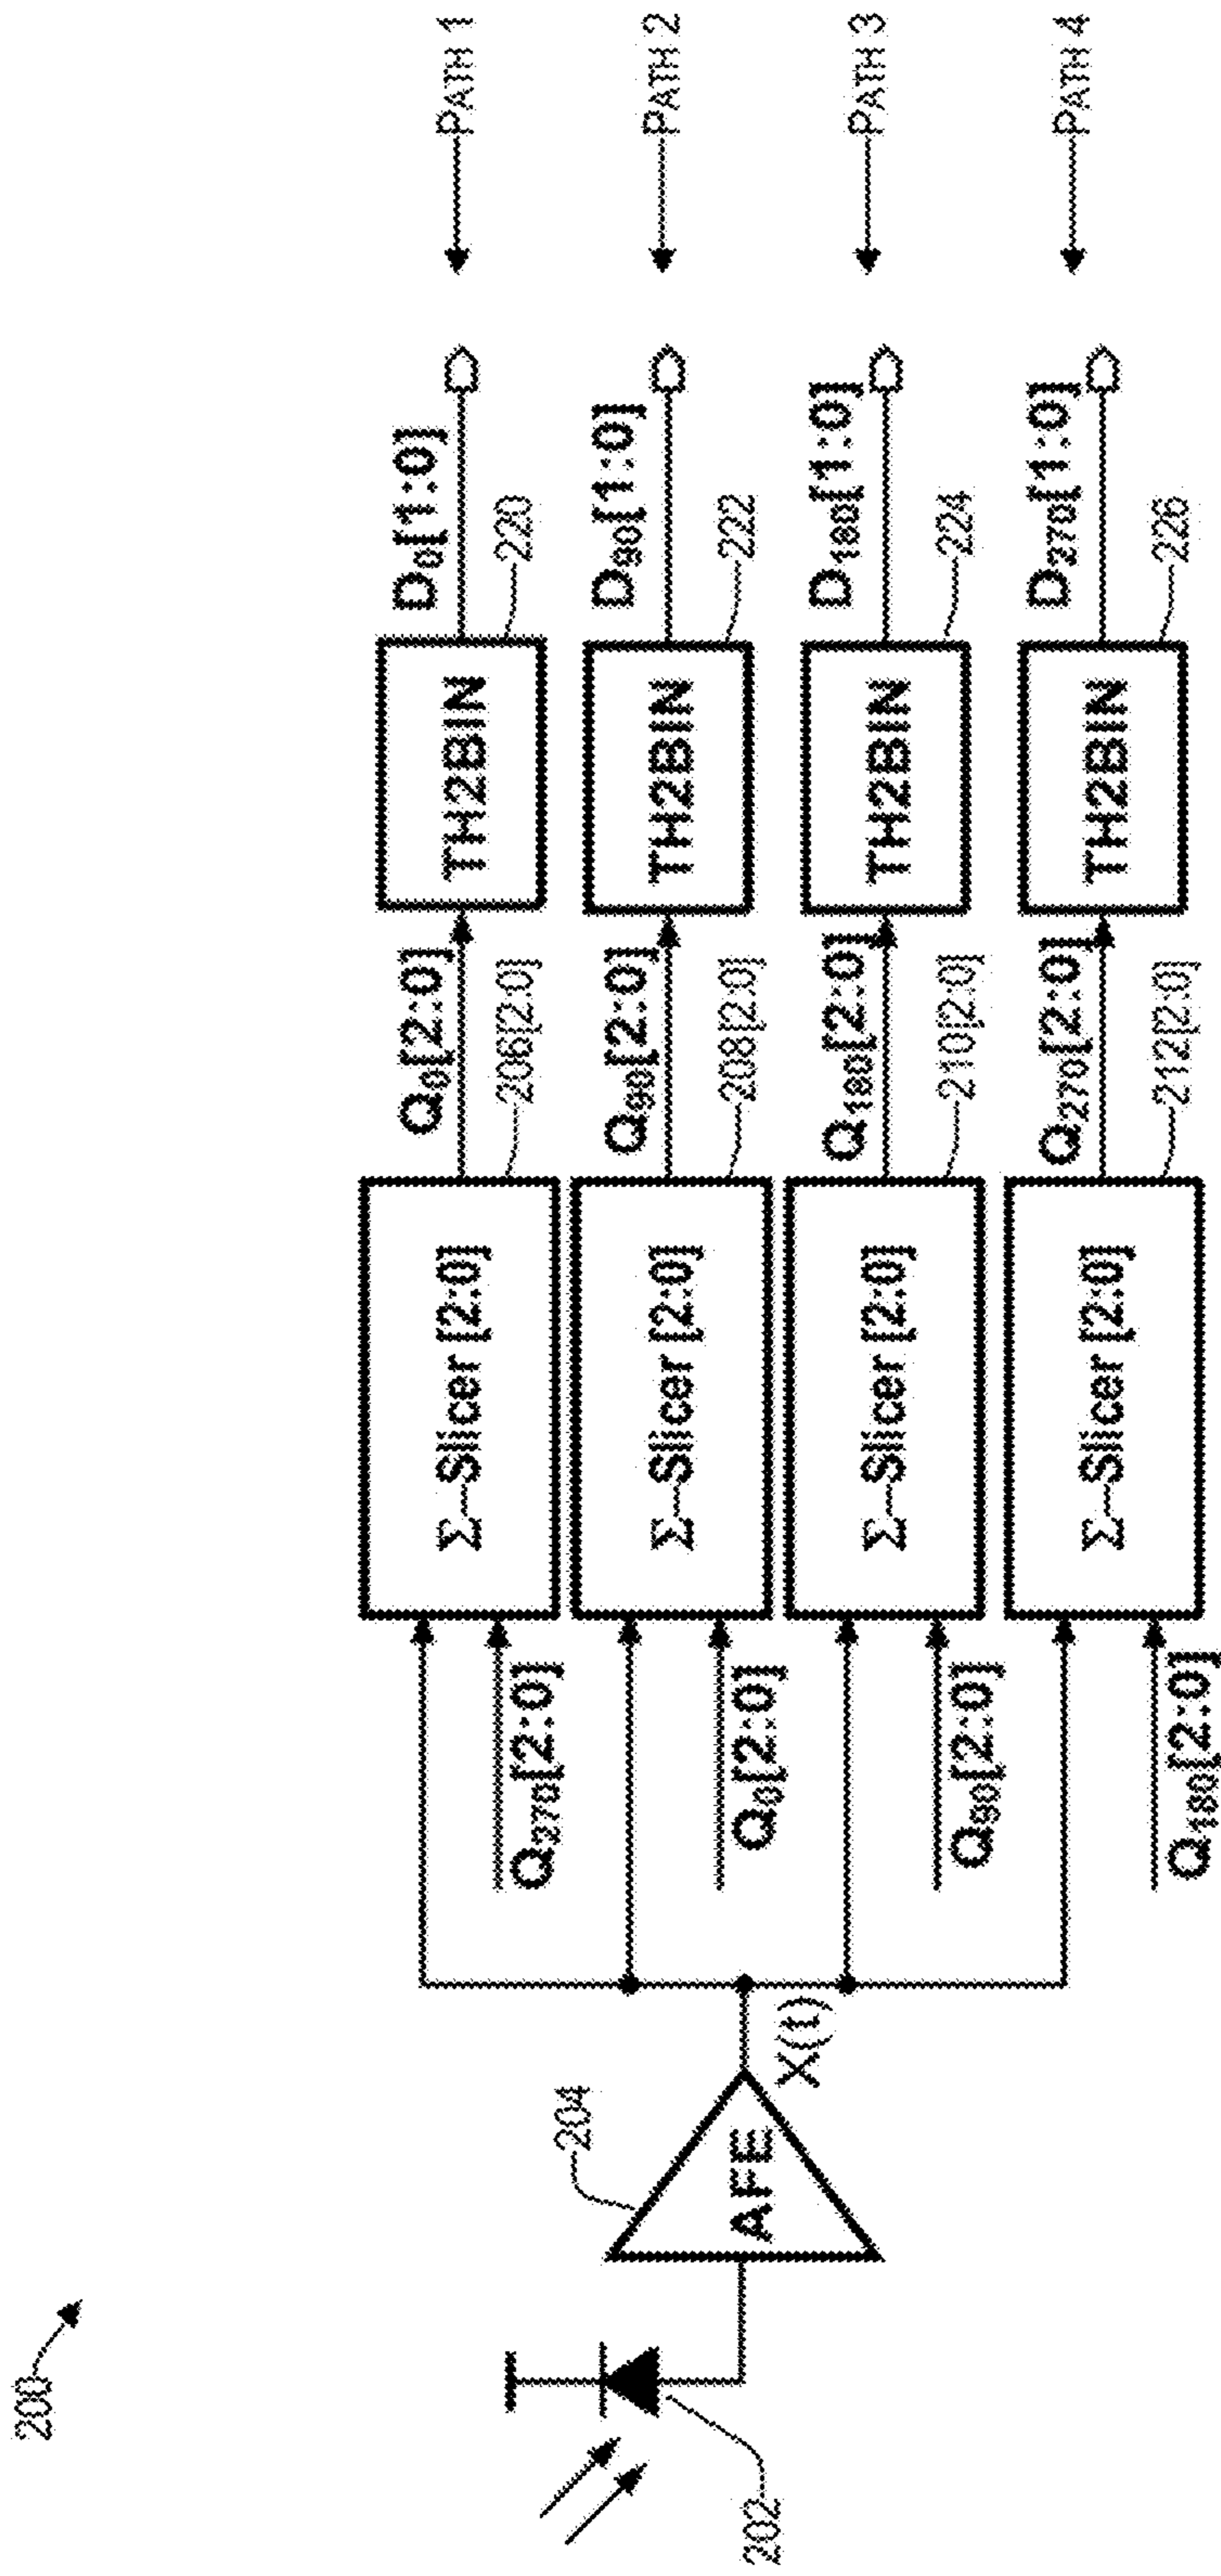 200
202
204
AFE
X(t)
Q₂₇₀[2:0]
Σ–Slicer [2:0]
206[2:0]
Q₀[2:0]
TH2BIN
220
D₀[1:0]
PATH 1
Q₀[2:0]
Σ–Slicer [2:0]
208[2:0]
Q₉₀[2:0]
TH2BIN
222
D₉₀[1:0]
PATH 2
Q₉₀[2:0]
Σ–Slicer [2:0]
210[2:0]
Q₁₈₀[2:0]
TH2BIN
224
D₁₈₀[1:0]
PATH 3
Q₁₈₀[2:0]
Σ–Slicer [2:0]
212[2:0]
Q₂₇₀[2:0]
TH2BIN
226
D₂₇₀[1:0]
PATH 4